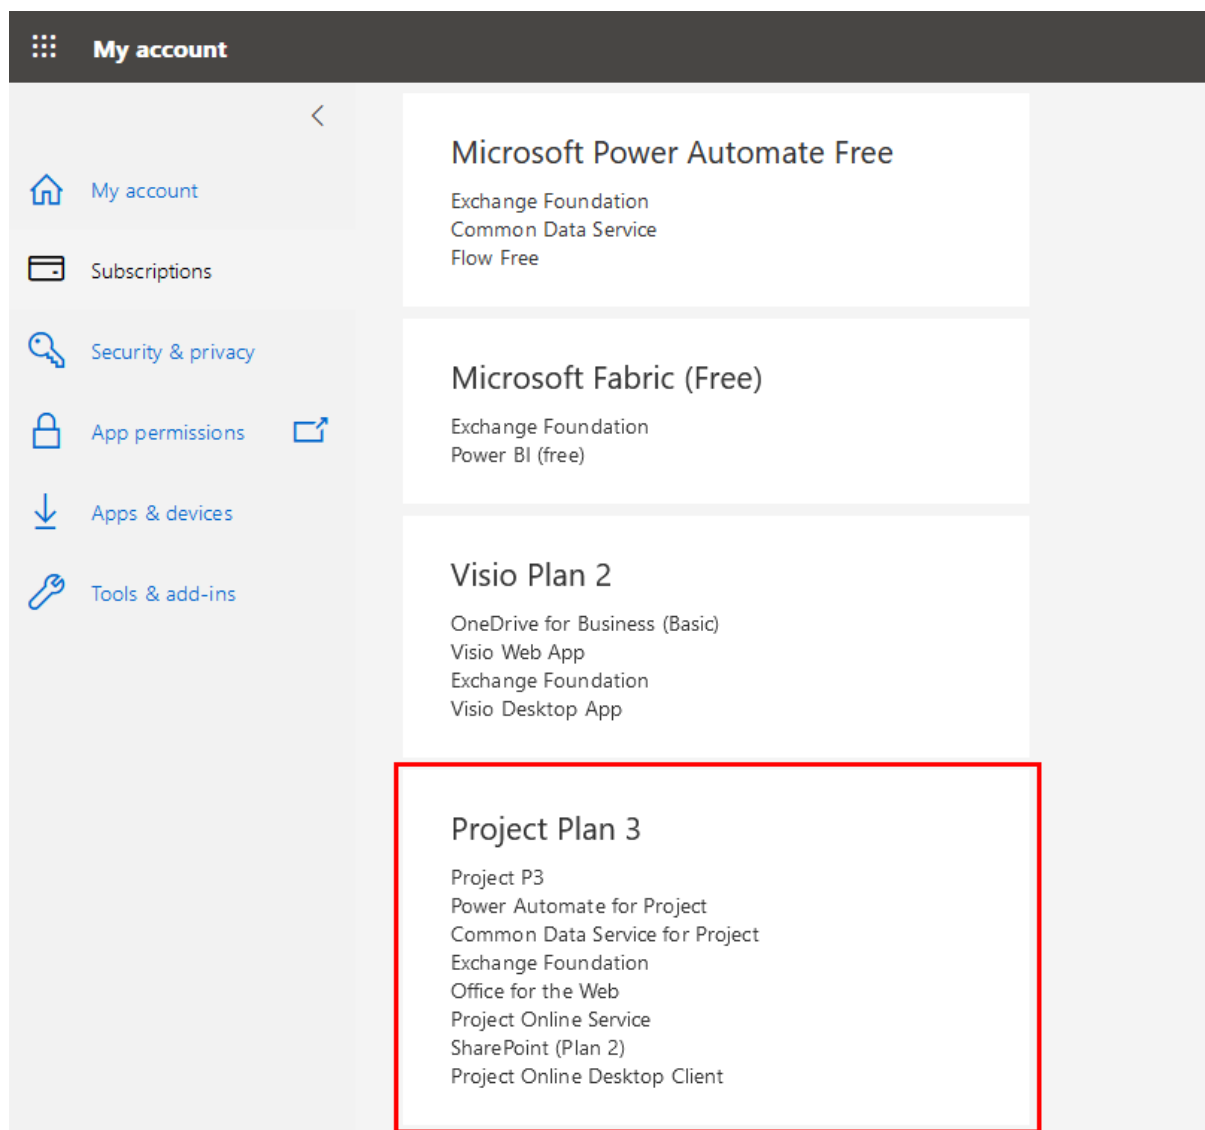 My account
My account
Subscriptions
Security & privacy
App permissions
Apps & devices
Tools & add-ins
Microsoft Power Automate Free
Exchange Foundation
Common Data Service
Flow Free
Microsoft Fabric (Free)
Exchange Foundation
Power BI (free)
Visio Plan 2
OneDrive for Business (Basic)
Visio Web App
Exchange Foundation
Visio Desktop App
Project Plan 3
Project P3
Power Automate for Project
Common Data Service for Project
Exchange Foundation
Office for the Web
Project Online Service
SharePoint (Plan 2)
Project Online Desktop Client